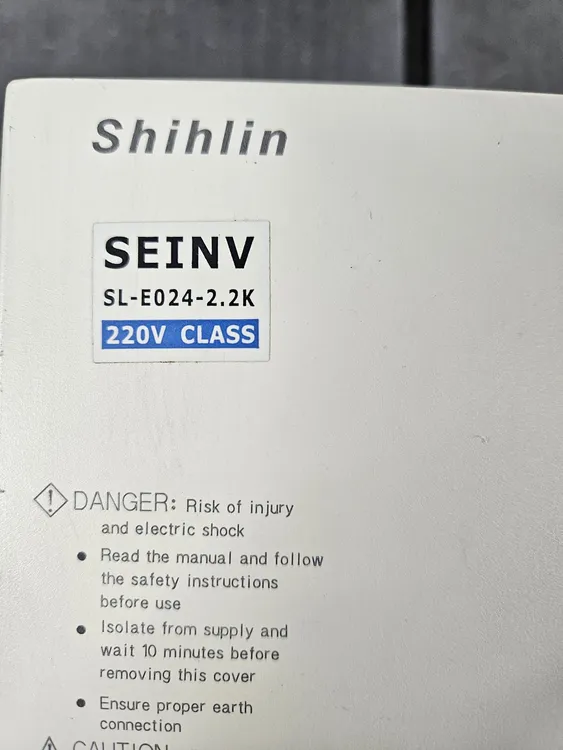 Shihlin
SEINV
SL-E024-2.2K
220V CLASS
DANGER: Risk of injury
and electric shock
● Read the manual and follow
the safety instructions
before use
● Isolate from supply and
wait 10 minutes before
removing this cover
● Ensure proper earth
connection
CAUTION